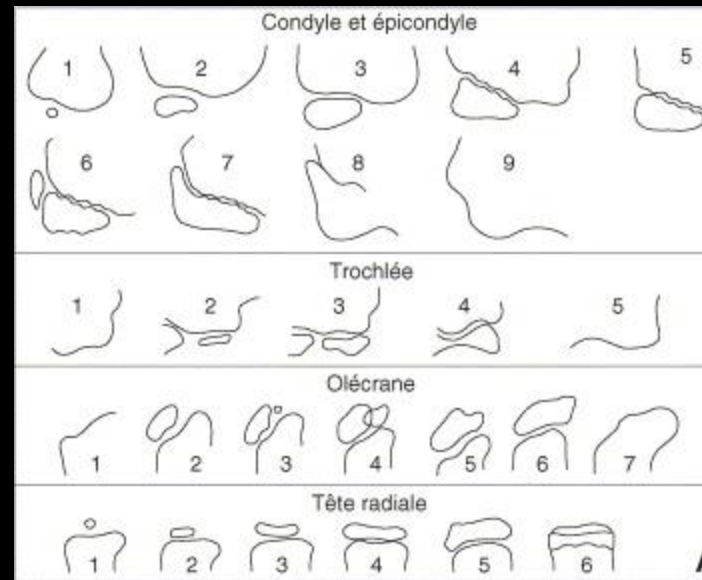 Condyle et épicondyle
1 2 3 4 5
6 7 8 9
Trochlée
1 2 3 4 5
Olécrane
1 2 3 4 5 6 7
Tête radiale
1 2 3 4 5 6
A